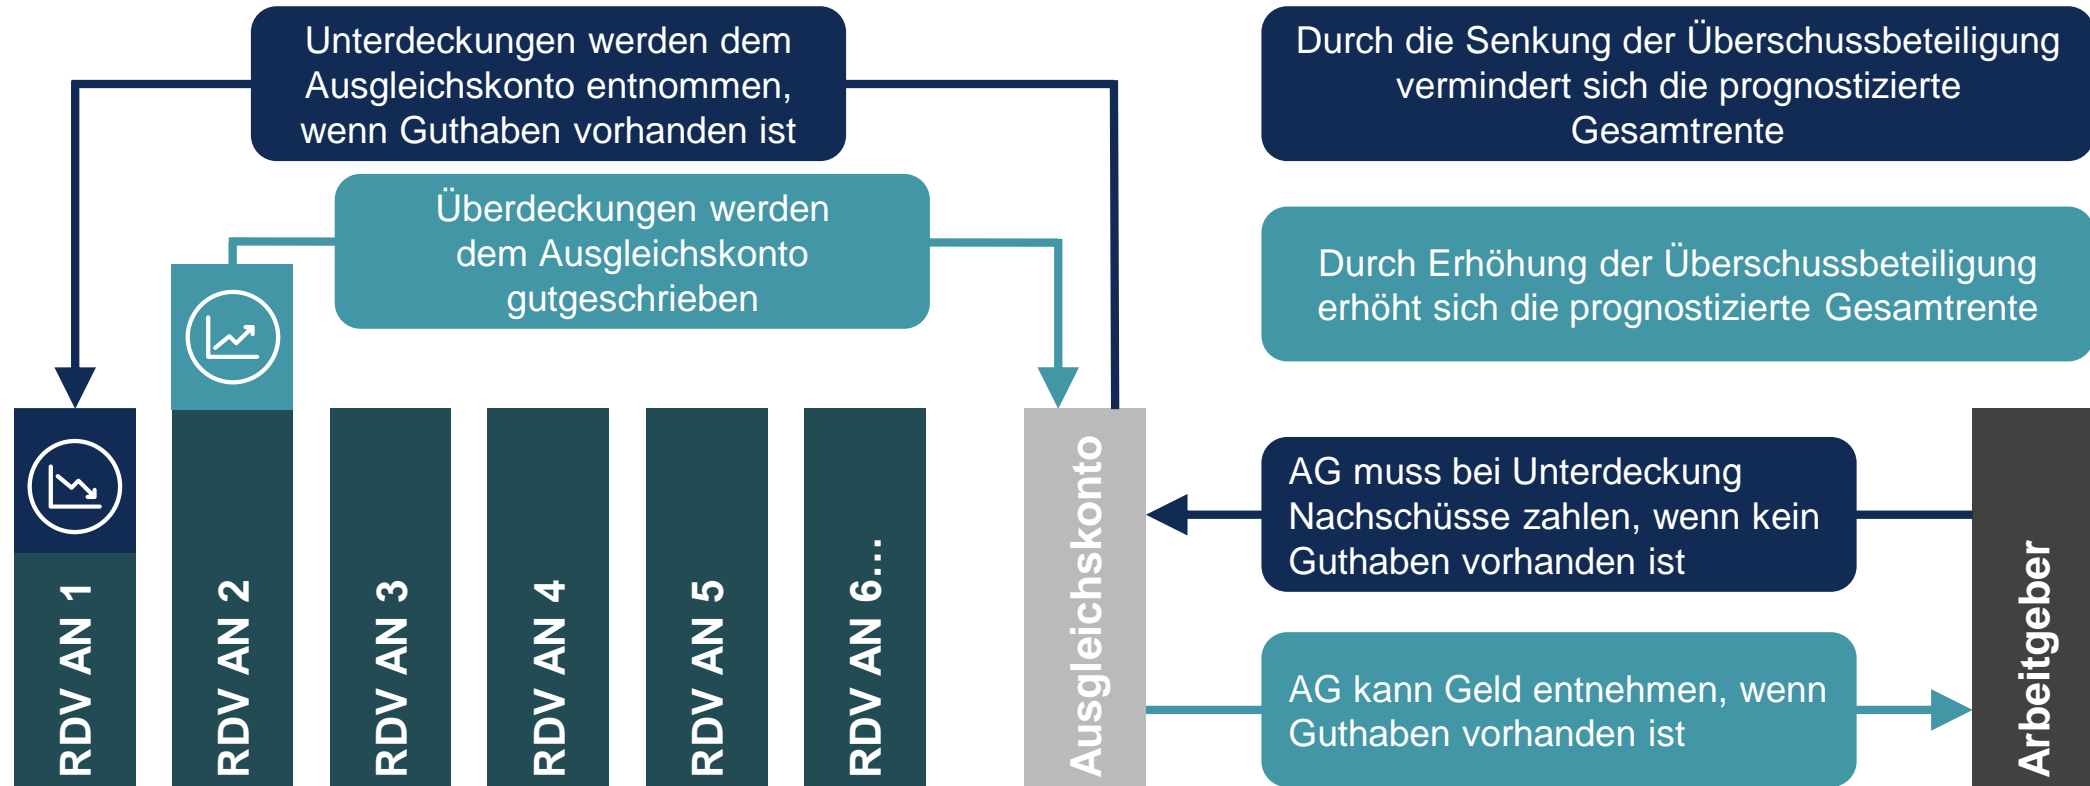 Unterdeckungen werden dem
Ausgleichskonto entnommen,
wenn Guthaben vorhanden ist
Durch die Senkung der Überschussbeteiligung
vermindert sich die prognostizierte
Gesamtrente
Überdeckungen werden
dem Ausgleichskonto
gutgeschrieben
Durch Erhöhung der Überschussbeteiligung
erhöht sich die prognostizierte Gesamtrente
RDV AN 1
RDV AN 2
RDV AN 3
RDV AN 4
RDV AN 5
RDV AN 6…
Ausgleichskonto
AG muss bei Unterdeckung
Nachschüsse zahlen, wenn kein
Guthaben vorhanden ist
AG kann Geld entnehmen, wenn
Guthaben vorhanden ist
Arbeitgeber